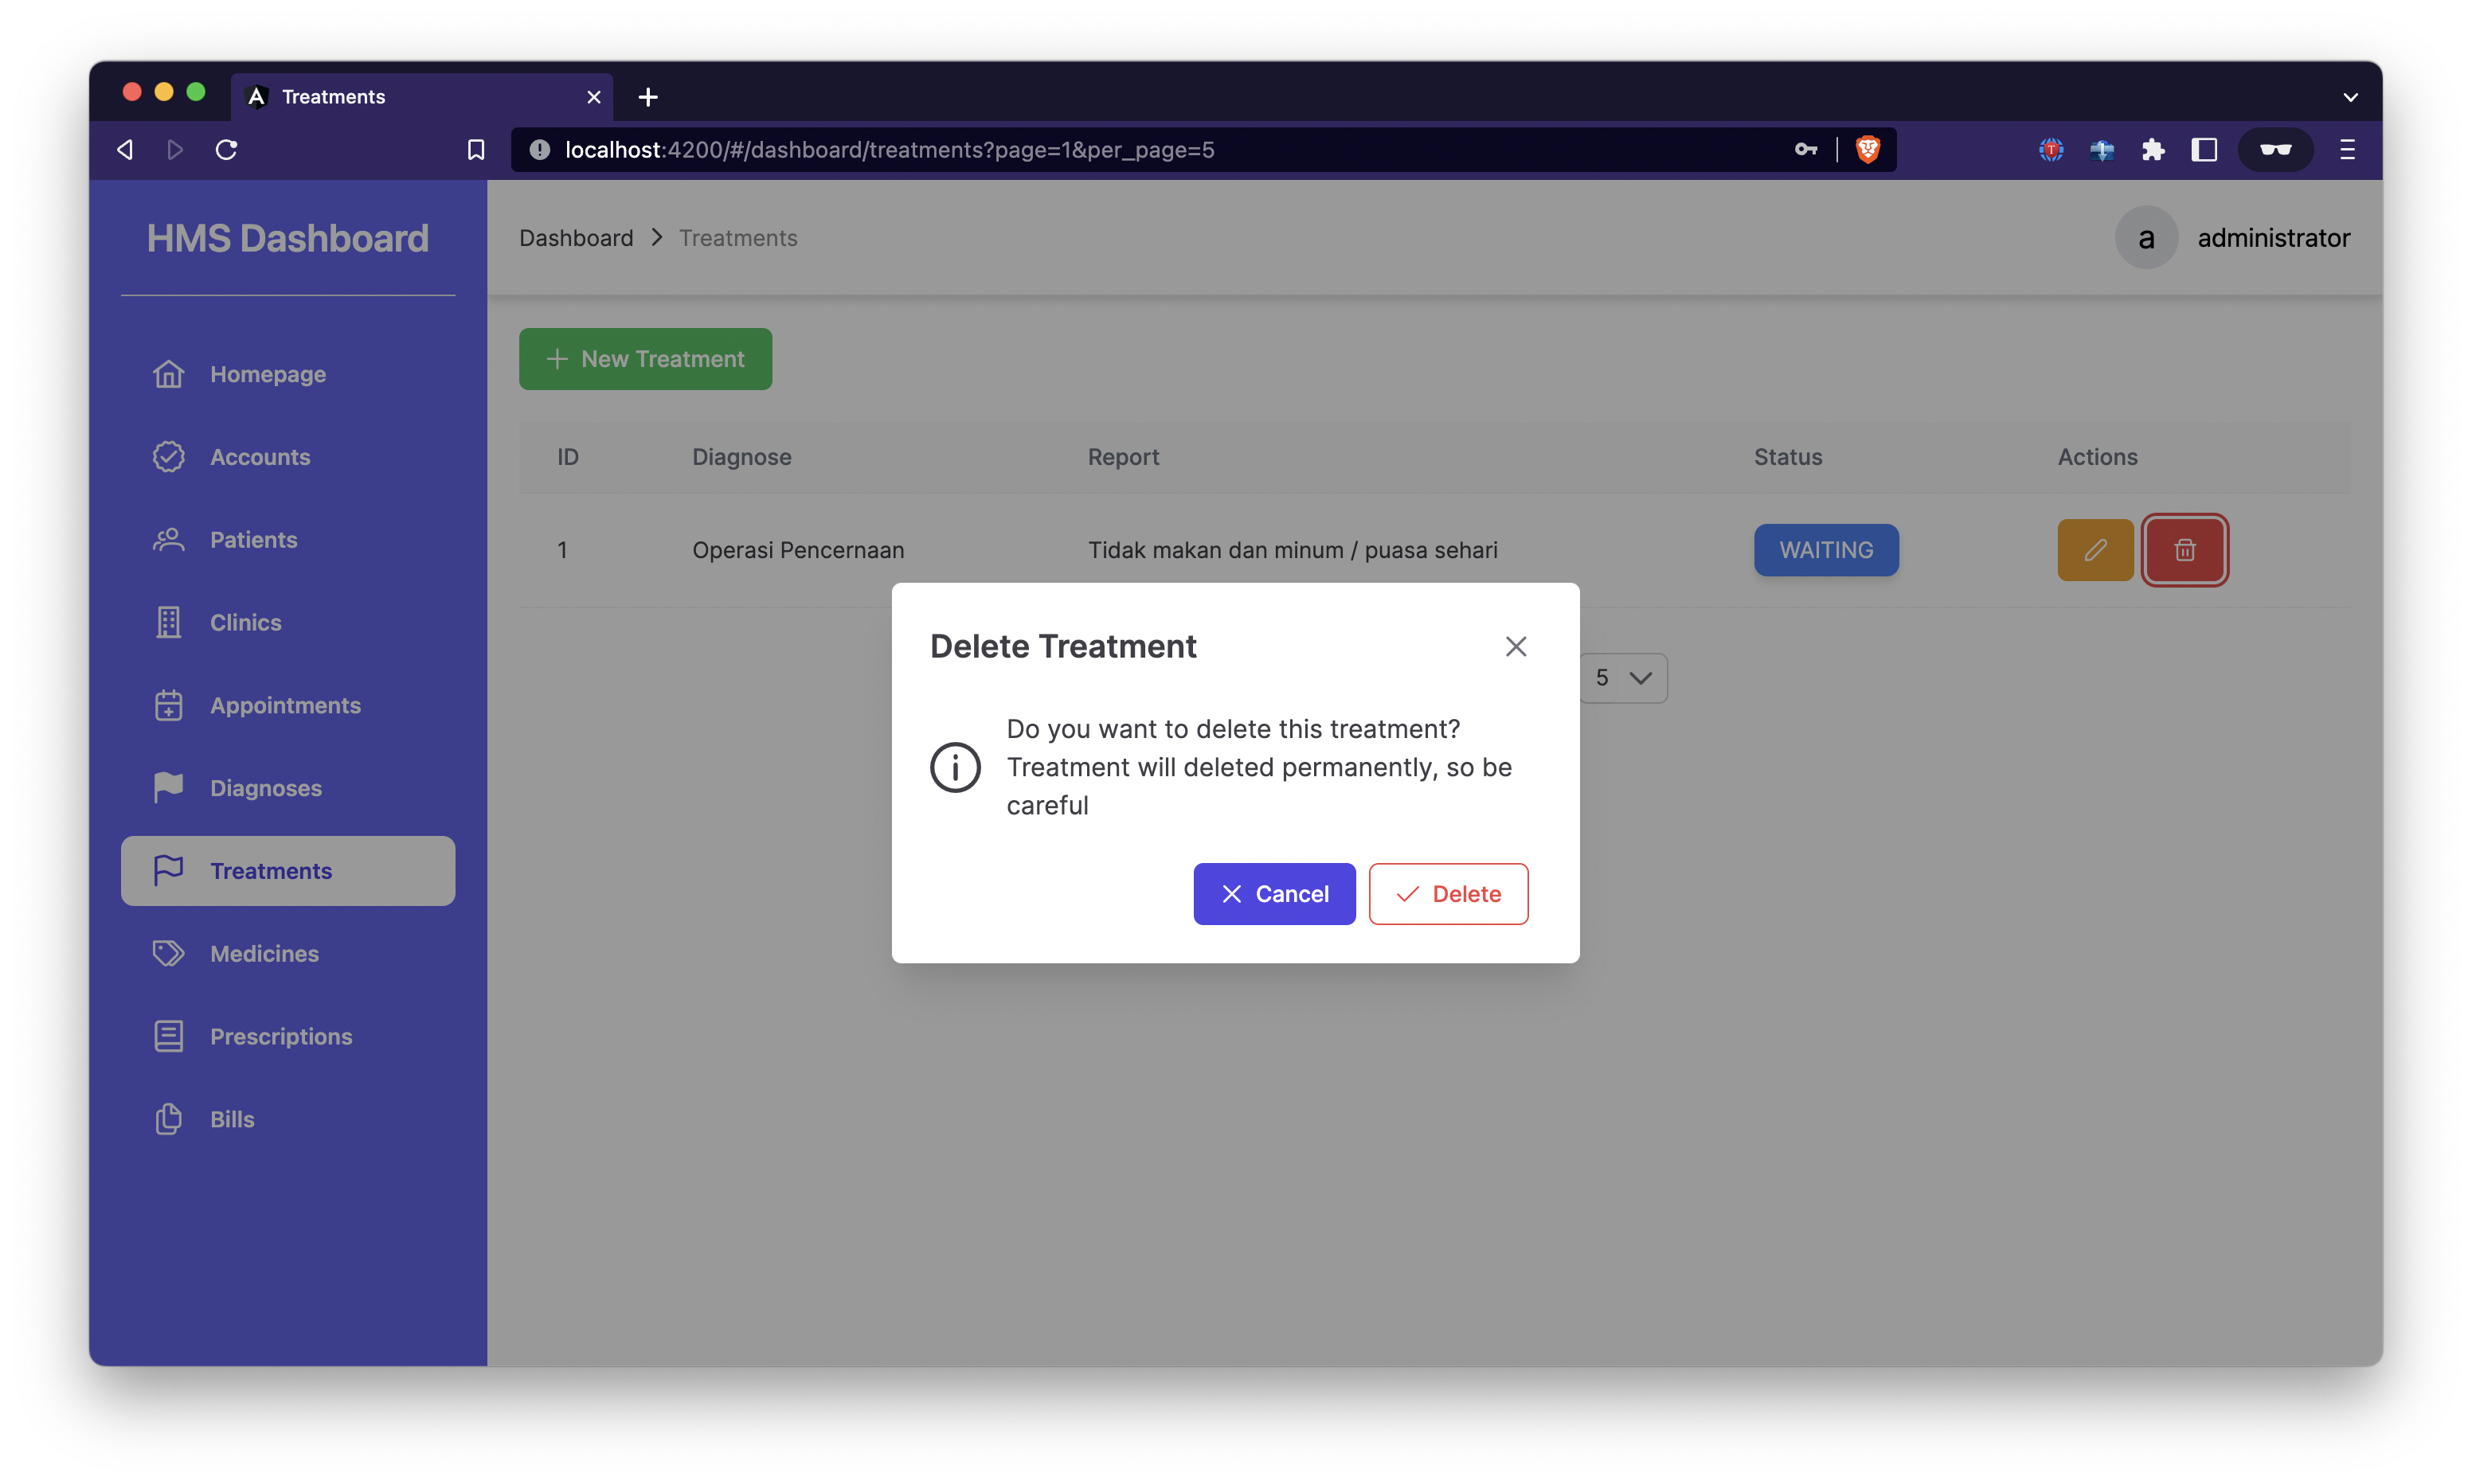 Treatments
localhost:4200/#/dashboard/treatments?page=1&per_page=5
HMS Dashboard
Dashboard
Treatments
a
administrator
Homepage
Accounts
Patients
Clinics
Appointments
Diagnoses
Treatments
Medicines
Prescriptions
Bills
New Treatment
ID Diagnose Report Status Actions
1 Operasi Pencernaan Tidak makan dan minum / puasa sehari WAITING
5
Delete Treatment
Do you want to delete this treatment?
Treatment will deleted permanently, so be
careful
Cancel
Delete